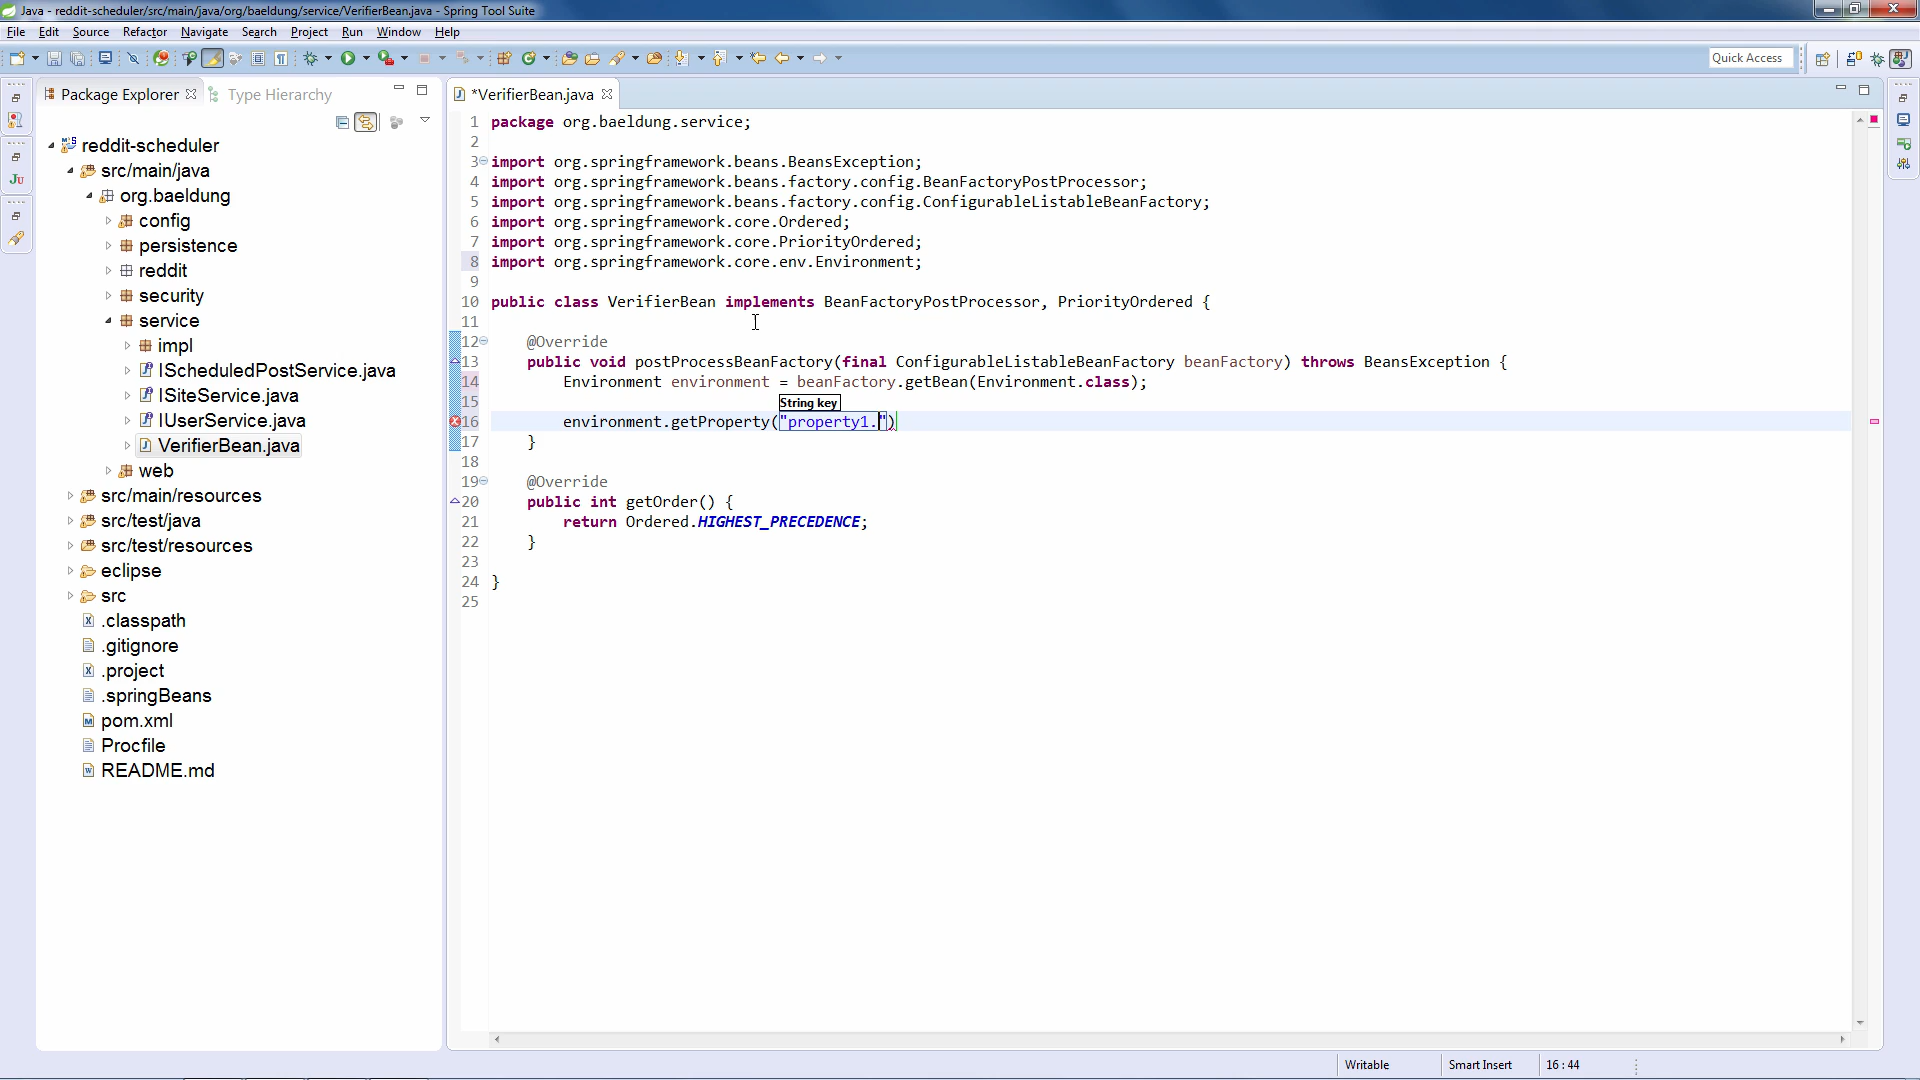 Java - reddit-scheduler/src/main/java/org/baeldung/service/VerifierBean.java - Spring Tool Suite
File Edit Source Refactor Navigate Search Project Run Window Help
Quick Access
Package Explorer Type Hierarchy
*VerifierBean.java
reddit-scheduler
src/main/java
org.baeldung
config
persistence
reddit
security
service
impl
IScheduledPostService.java
ISiteService.java
IUserService.java
VerifierBean.java
web
src/main/resources
src/test/java
src/test/resources
eclipse
src
.classpath
.gitignore
.project
.springBeans
pom.xml
Procfile
README.md
1 package org.baeldung.service;
2
3 import org.springframework.beans.BeansException;
4 import org.springframework.beans.factory.config.BeanFactoryPostProcessor;
5 import org.springframework.beans.factory.config.ConfigurableListableBeanFactory;
6 import org.springframework.core.Ordered;
7 import org.springframework.core.PriorityOrdered;
8 import org.springframework.core.env.Environment;
9
10 public class VerifierBean implements BeanFactoryPostProcessor, PriorityOrdered {
11
12 @Override
13 public void postProcessBeanFactory(final ConfigurableListableBeanFactory beanFactory) throws BeansException {
14 Environment environment = beanFactory.getBean(Environment.class);
15
String key
16 environment.getProperty("property1.")
17 }
18
19 @Override
20 public int getOrder() {
21 return Ordered.HIGHEST_PRECEDENCE;
22 }
23
24 }
25
Writable Smart Insert 16 : 44